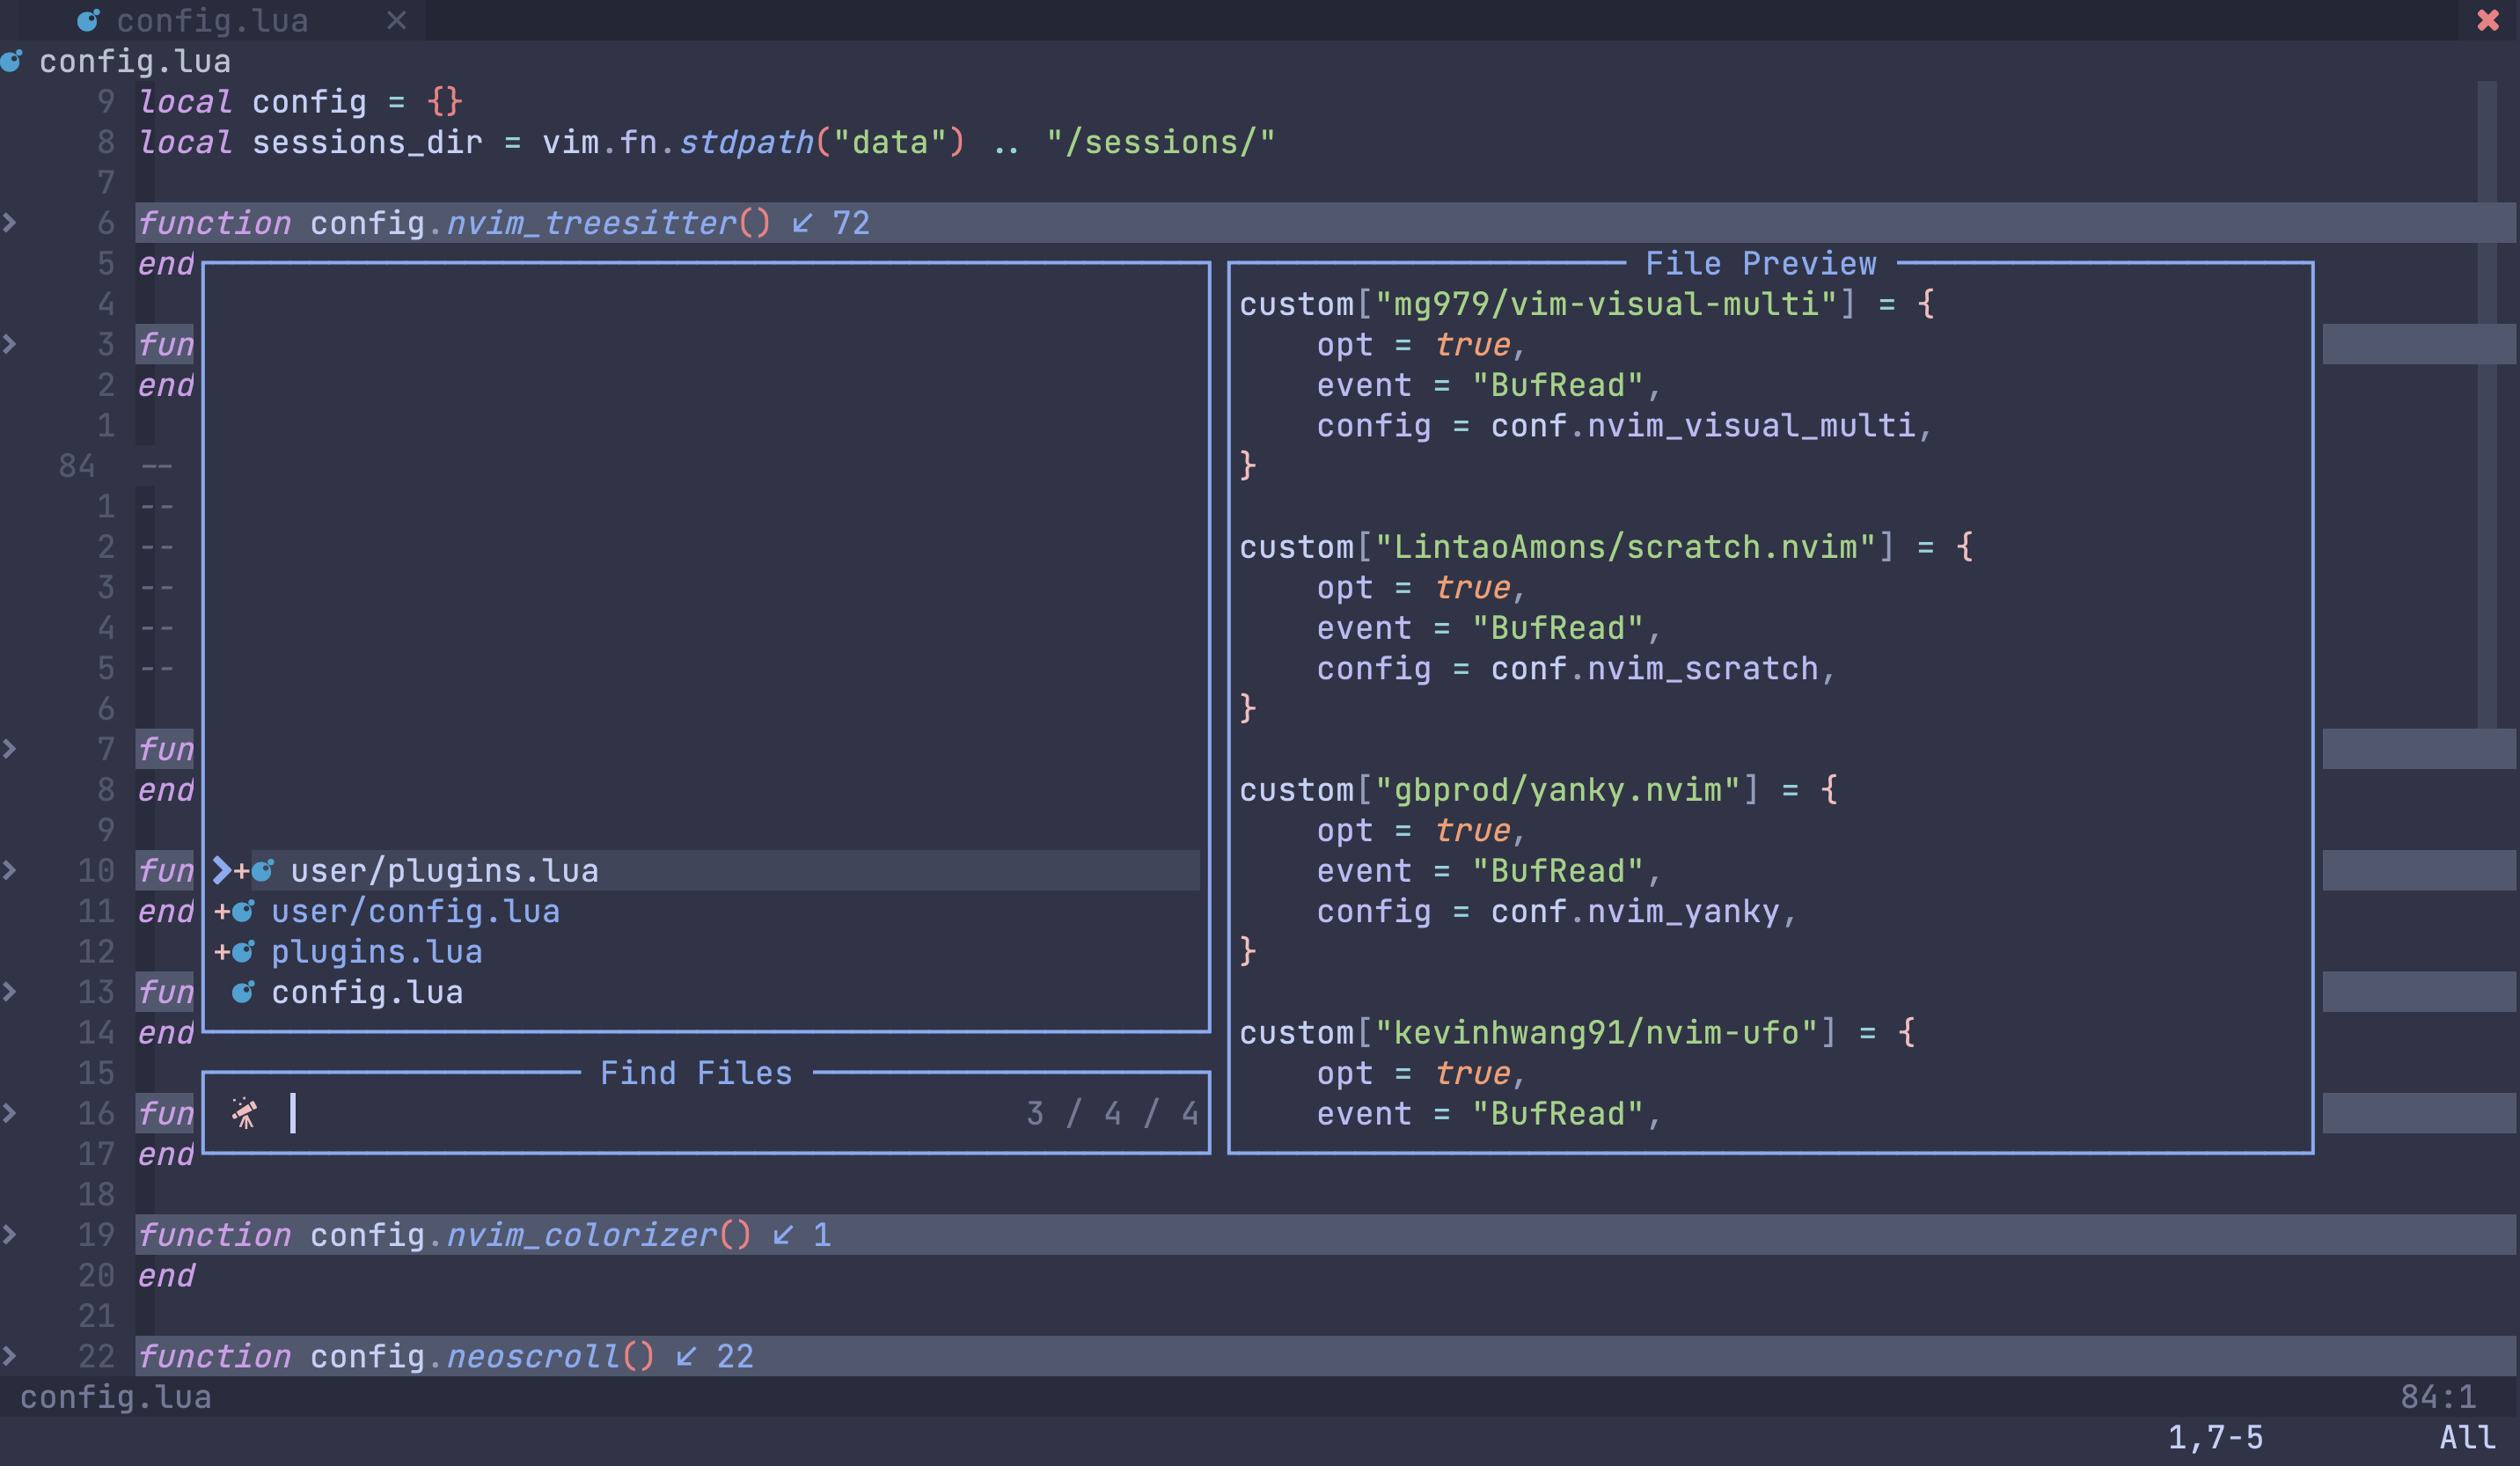 config.lua ×
config.lua
9 local config = {}
8 local sessions_dir = vim.fn.stdpath("data") .. "/sessions/"
7
6 function config.nvim_treesitter() ↙ 72
5 end
4
3 fun
2 end
1
84 --
1 --
2 --
3 --
4 --
5 --
6
7 fun
8 end
9
10 fun
11 end
12
13 fun
14 end
15
16 fun
17 end
18
19 function config.nvim_colorizer() ↙ 1
20 end
21
22 function config.neoscroll() ↙ 22
+ user/plugins.lua
+ user/config.lua
+ plugins.lua
config.lua
Find Files
3 / 4 / 4
File Preview
custom["mg979/vim-visual-multi"] = {
    opt = true,
    event = "BufRead",
    config = conf.nvim_visual_multi,
}
custom["LintaoAmons/scratch.nvim"] = {
    opt = true,
    event = "BufRead",
    config = conf.nvim_scratch,
}
custom["gbprod/yanky.nvim"] = {
    opt = true,
    event = "BufRead",
    config = conf.nvim_yanky,
}
custom["kevinhwang91/nvim-ufo"] = {
    opt = true,
    event = "BufRead",
config.lua 84:1
1,7-5 All